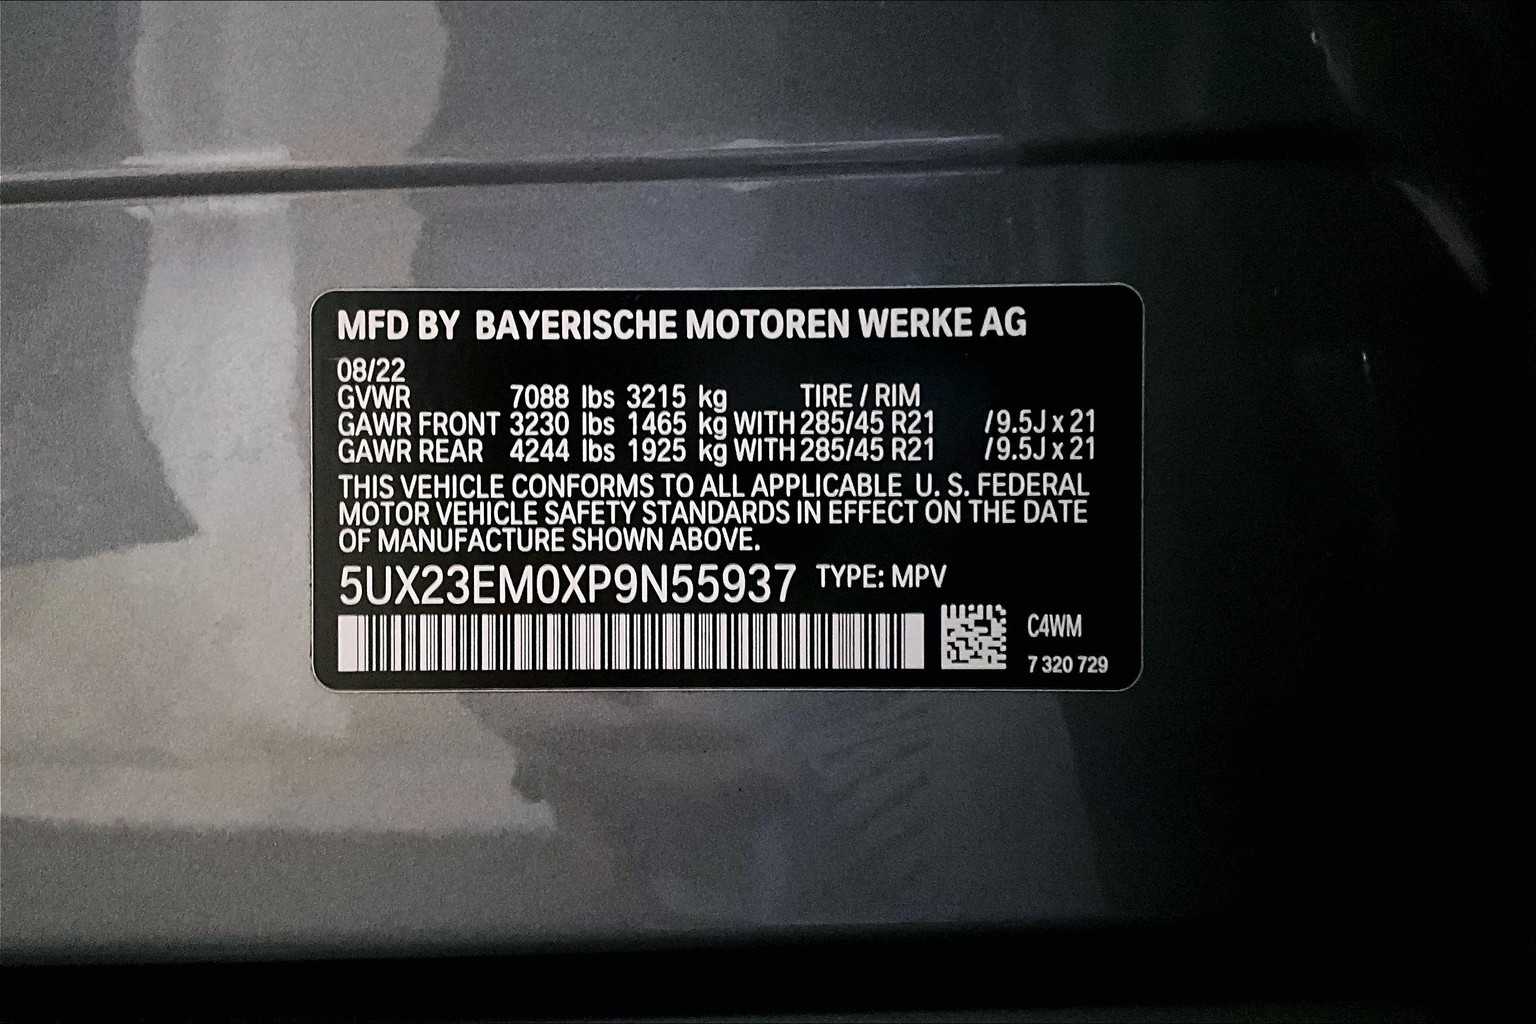 MFD BY BAYERISCHE MOTOREN WERKE AG
08/22
GVWR 7088 lbs 3215 kg TIRE / RIM
GAWR FRONT 3230 lbs 1465 kg WITH 285/45 R21 /9.5J x 21
GAWR REAR 4244 lbs 1925 kg WITH 285/45 R21 /9.5J x 21
THIS VEHICLE CONFORMS TO ALL APPLICABLE U. S. FEDERAL
MOTOR VEHICLE SAFETY STANDARDS IN EFFECT ON THE DATE
OF MANUFACTURE SHOWN ABOVE.
5UX23EM0XP9N55937 TYPE: MPV
C4WM
7 320 729